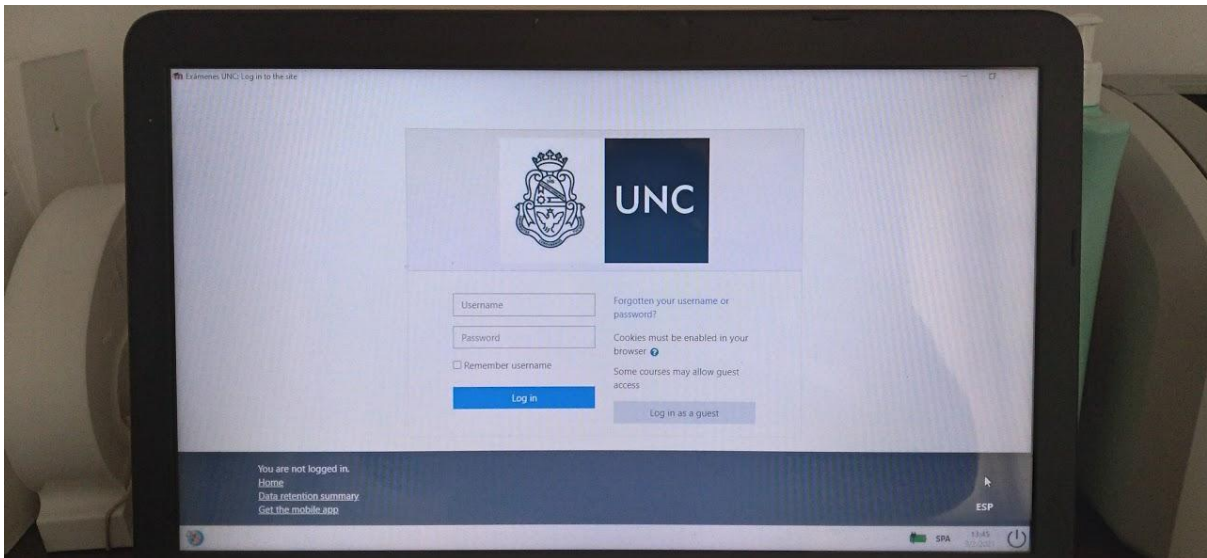 Exámenes UNC: Log in to the site
UNC
Username
Forgotten your username or
password?
Password
Cookies must be enabled in your
browser
Remember username
Some courses may allow guest
access
Log in
Log in as a guest
You are not logged in.
Home
Data retention summary
Get the mobile app
ESP
SPA
13:45